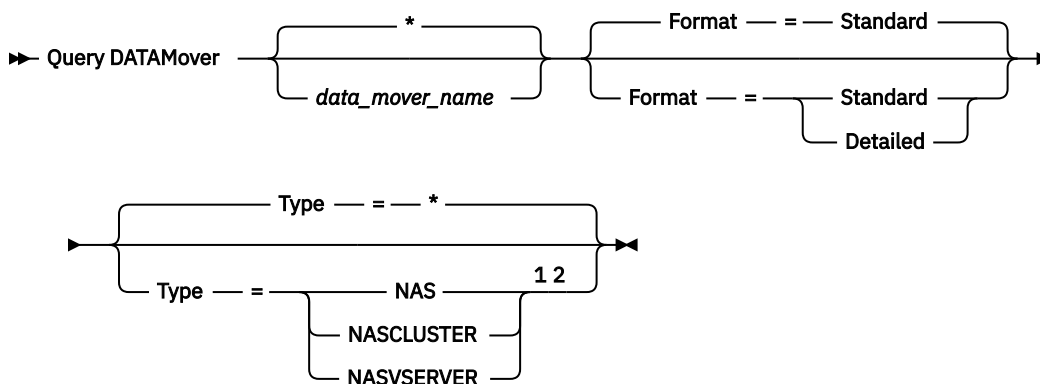 *
Format = Standard
Query DATAMover
data_mover_name
Format = Standard
Detailed
Type = *
1 2
Type = NAS
NASCLUSTER
NASVSERVER